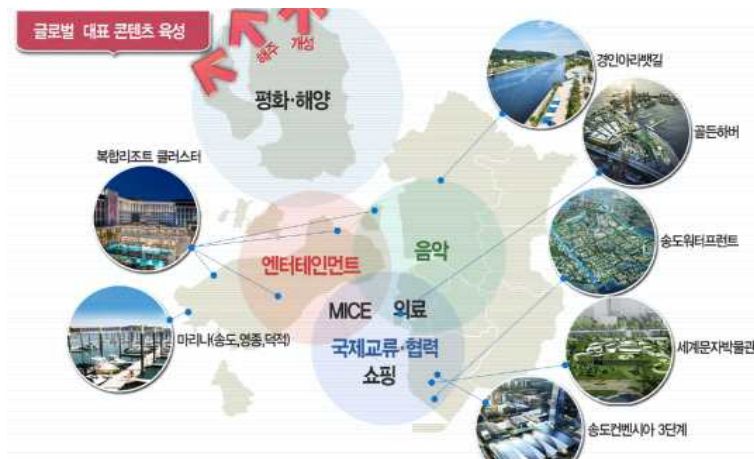 글로벌 대표 콘텐츠 육성
해주
개성
평화·해양
경인아라뱃길
골든하버
복합리조트 클러스터
송도워터프런트
음악
엔터테인먼트
MICE 의료
마리나(송도,영종,덕적)
국제교류·협력
쇼핑
세계문자박물관
송도컨벤시아 3단계